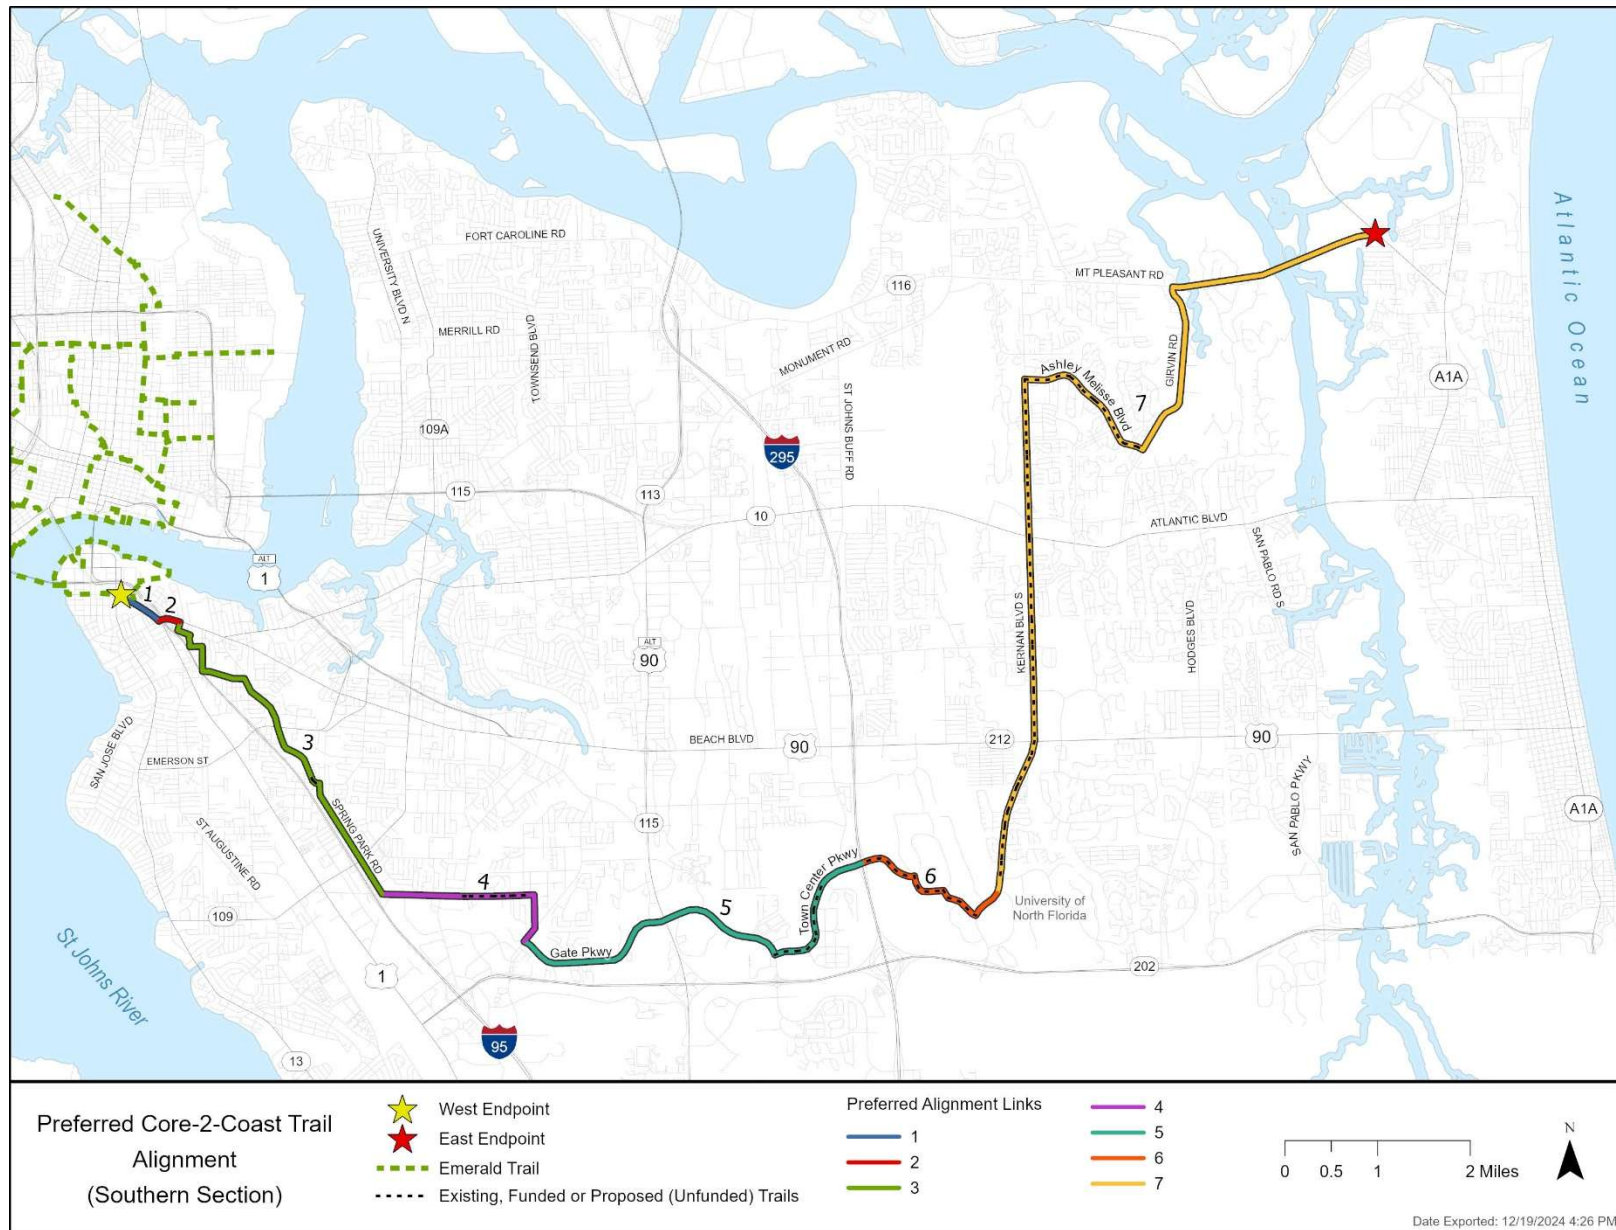 FORT CAROLINE RD
UNIVERSITY BLVD N
MERRILL RD
TOWNSEND BLVD
MONUMENT RD
116
MT PLEASANT RD
Atlantic Ocean
GIRVIN RD
Ashley Melisse Blvd
7
A1A
ST JOHNS BUFF RD
109A
295
115
113
10
ATLANTIC BLVD
SAN PABLO RD S
ALT
1
1
2
KERNAN BLVD S
HODGES BLVD
ALT
90
SAN JOSE BLVD
3
EMERSON ST
BEACH BLVD
90
212
90
SAN PABLO PKWY
A1A
SPRING PARK RD
ST AUGUSTINE RD
115
4
Town Center Pkwy
6
University of
North Florida
109
5
Gate Pkwy
St Johns River
1
202
95
13
Preferred Core-2-Coast Trail
Alignment
(Southern Section)
West Endpoint
East Endpoint
Emerald Trail
Existing, Funded or Proposed (Unfunded) Trails
Preferred Alignment Links
1
2
3
4
5
6
7
N
0 0.5 1 2 Miles
Date Exported: 12/19/2024 4:26 PM